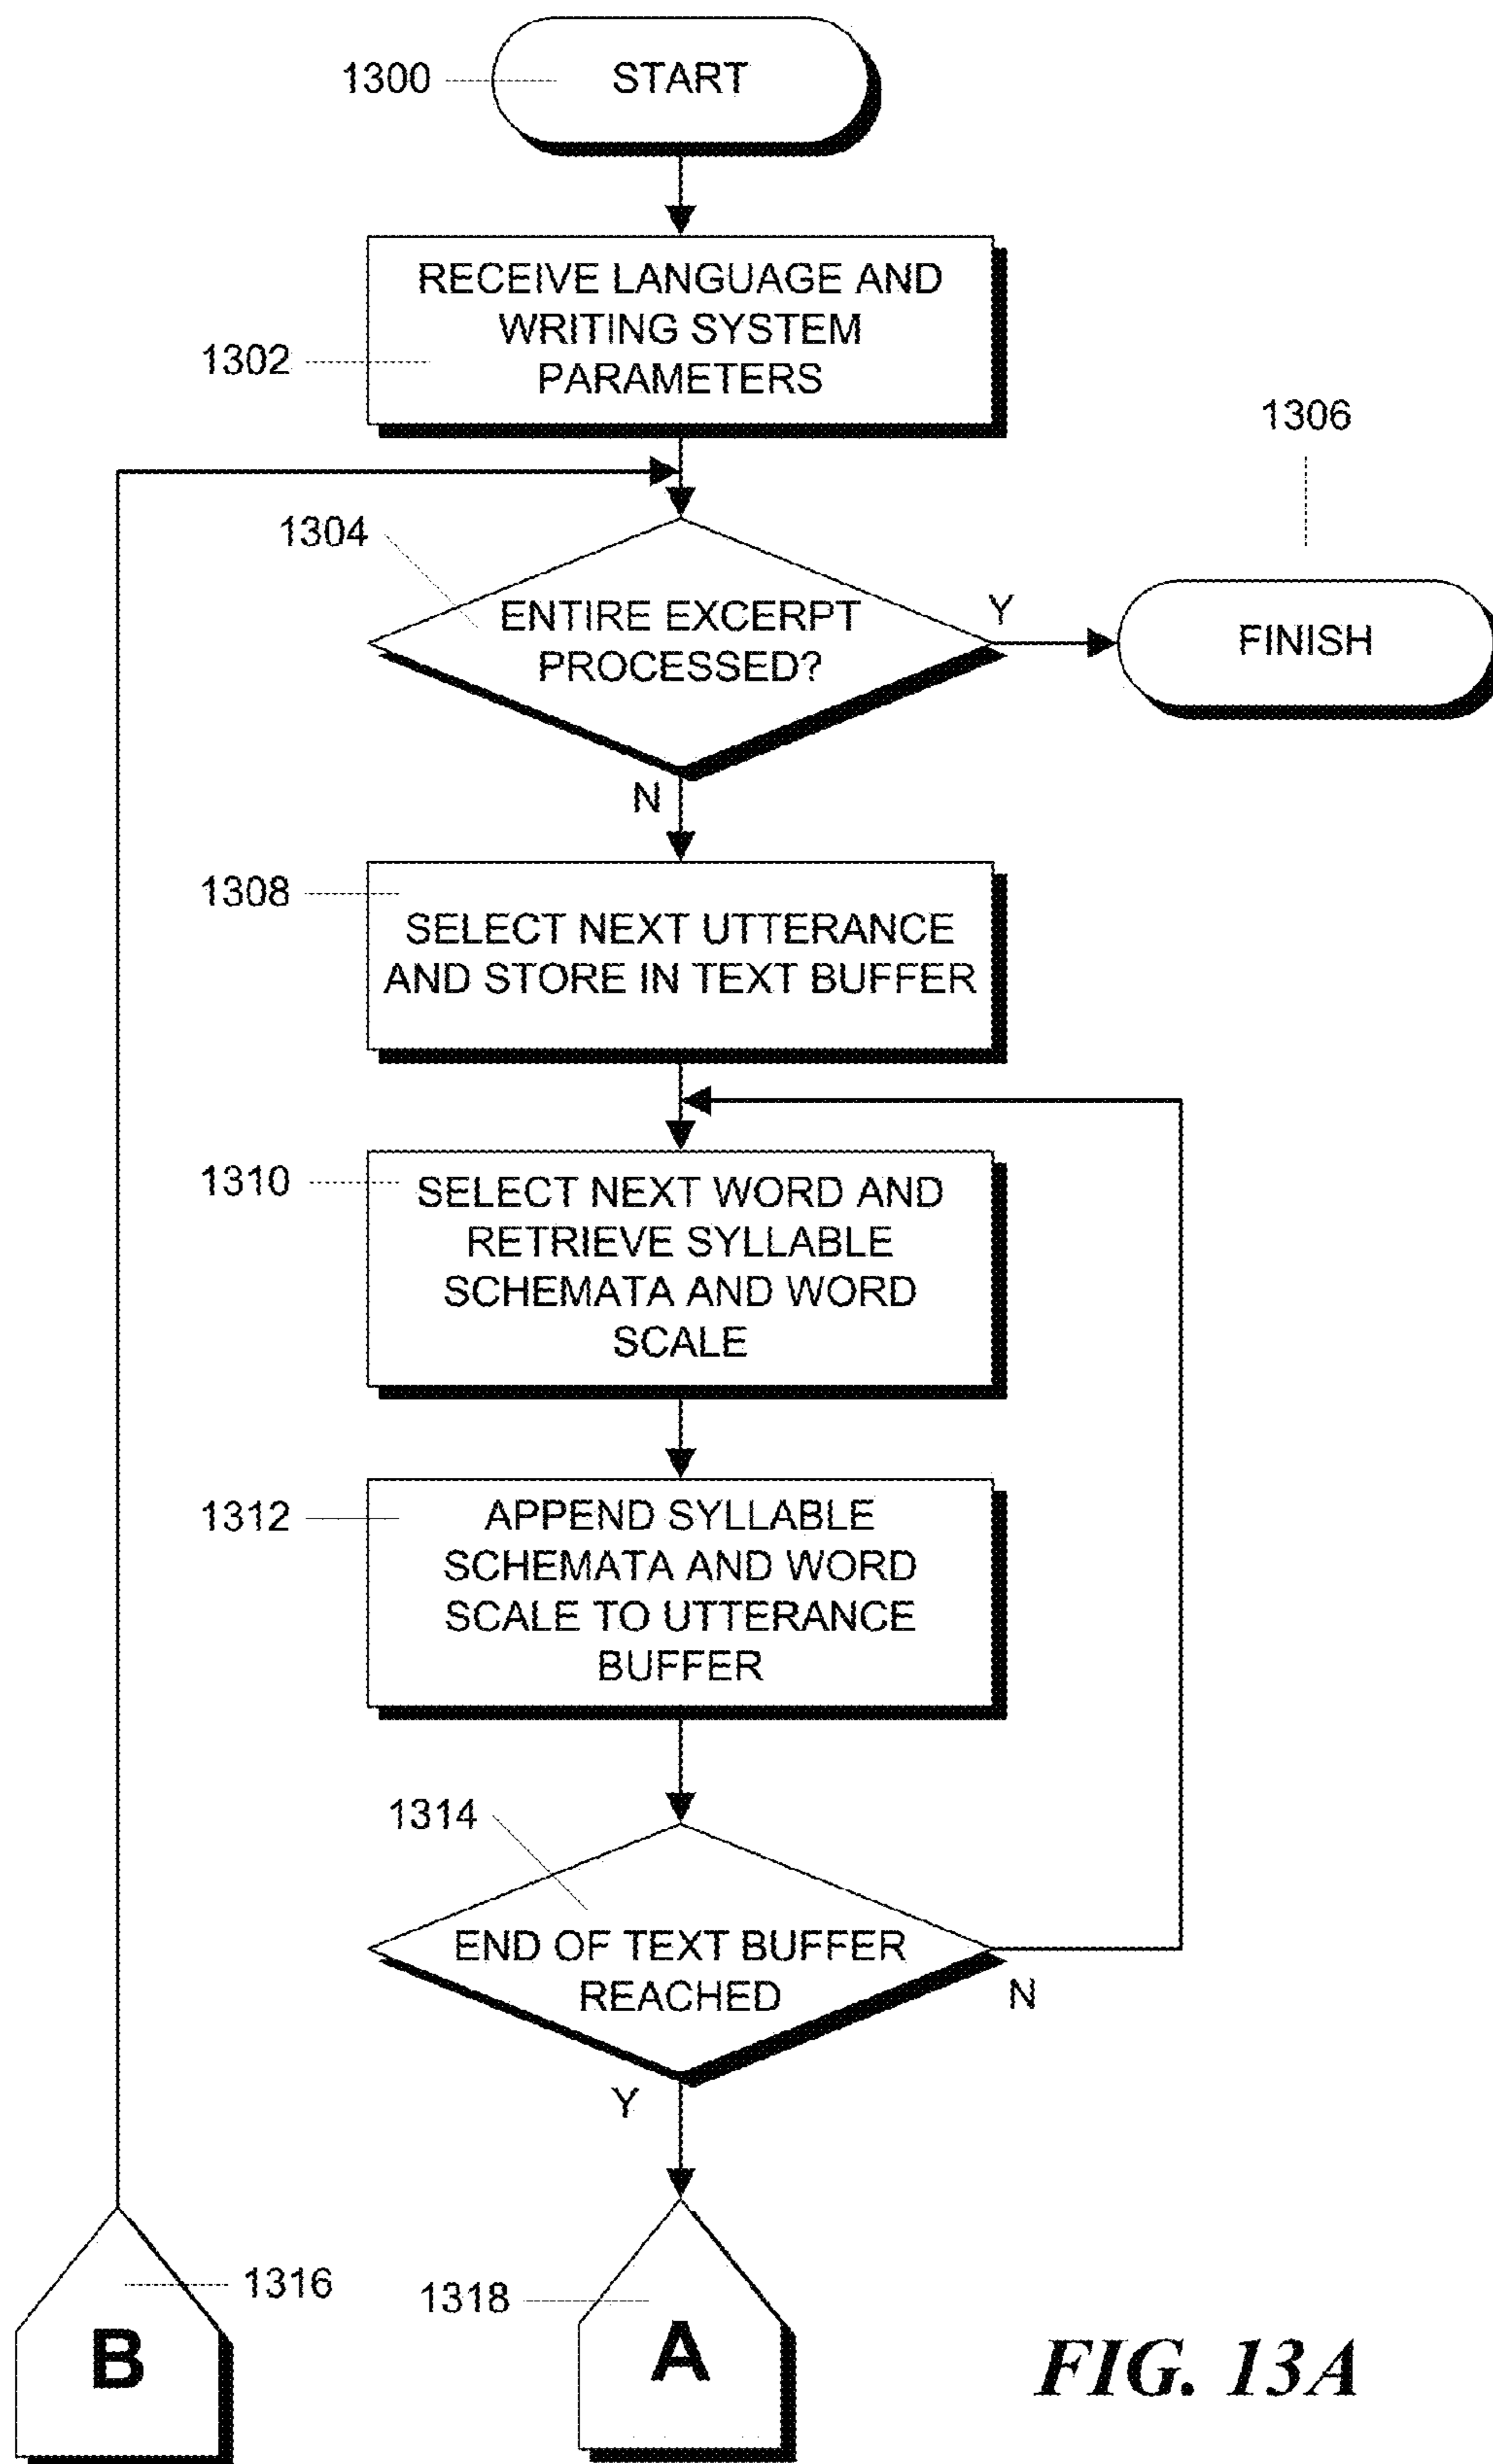 1300
START
RECEIVE LANGUAGE AND
WRITING SYSTEM
PARAMETERS
1302
1306
1304
ENTIRE EXCERPT
PROCESSED?
Y
FINISH
N
1308
SELECT NEXT UTTERANCE
AND STORE IN TEXT BUFFER
1310
SELECT NEXT WORD AND
RETRIEVE SYLLABLE
SCHEMATA AND WORD
SCALE
1312
APPEND SYLLABLE
SCHEMATA AND WORD
SCALE TO UTTERANCE
BUFFER
1314
END OF TEXT BUFFER
REACHED
N
Y
1316
B
1318
A
FIG. 13A